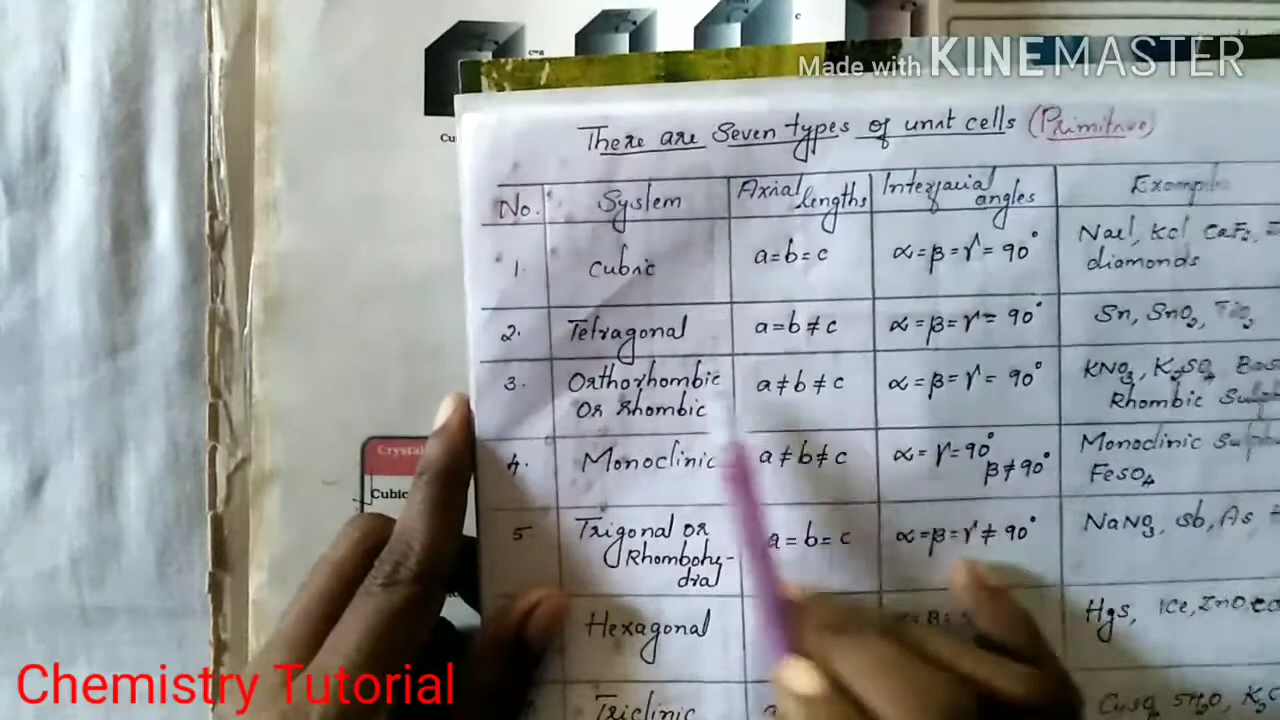 c=a
c
Made with KINEMASTER
There are Seven types of unit cells (Primitive)
No. System Axial lengths Interfacial angles
1. Cubic a=b=c α=β=γ=90° NaCl, KCl CaF₂,
diamonds
2. Tetragonal a=b≠c α=β=γ=90° Sn, SnO₂,
3. Orthorhombic a≠b≠c α=β=γ=90° KNO₃, K₂SO₄
Or Rhombic Rhombic
4. Monoclinic a≠b≠c α=γ=90° Monoclinic
β≠90° FeSO₄
5 Trigonal or a=b=c α=β=γ≠90° NaNO₃, Sb, As
Rhombohe-
dral
Hexagonal HgS, Ice, ZnO
Triclinic 5H₂O,
Cubic
Chemistry Tutorial